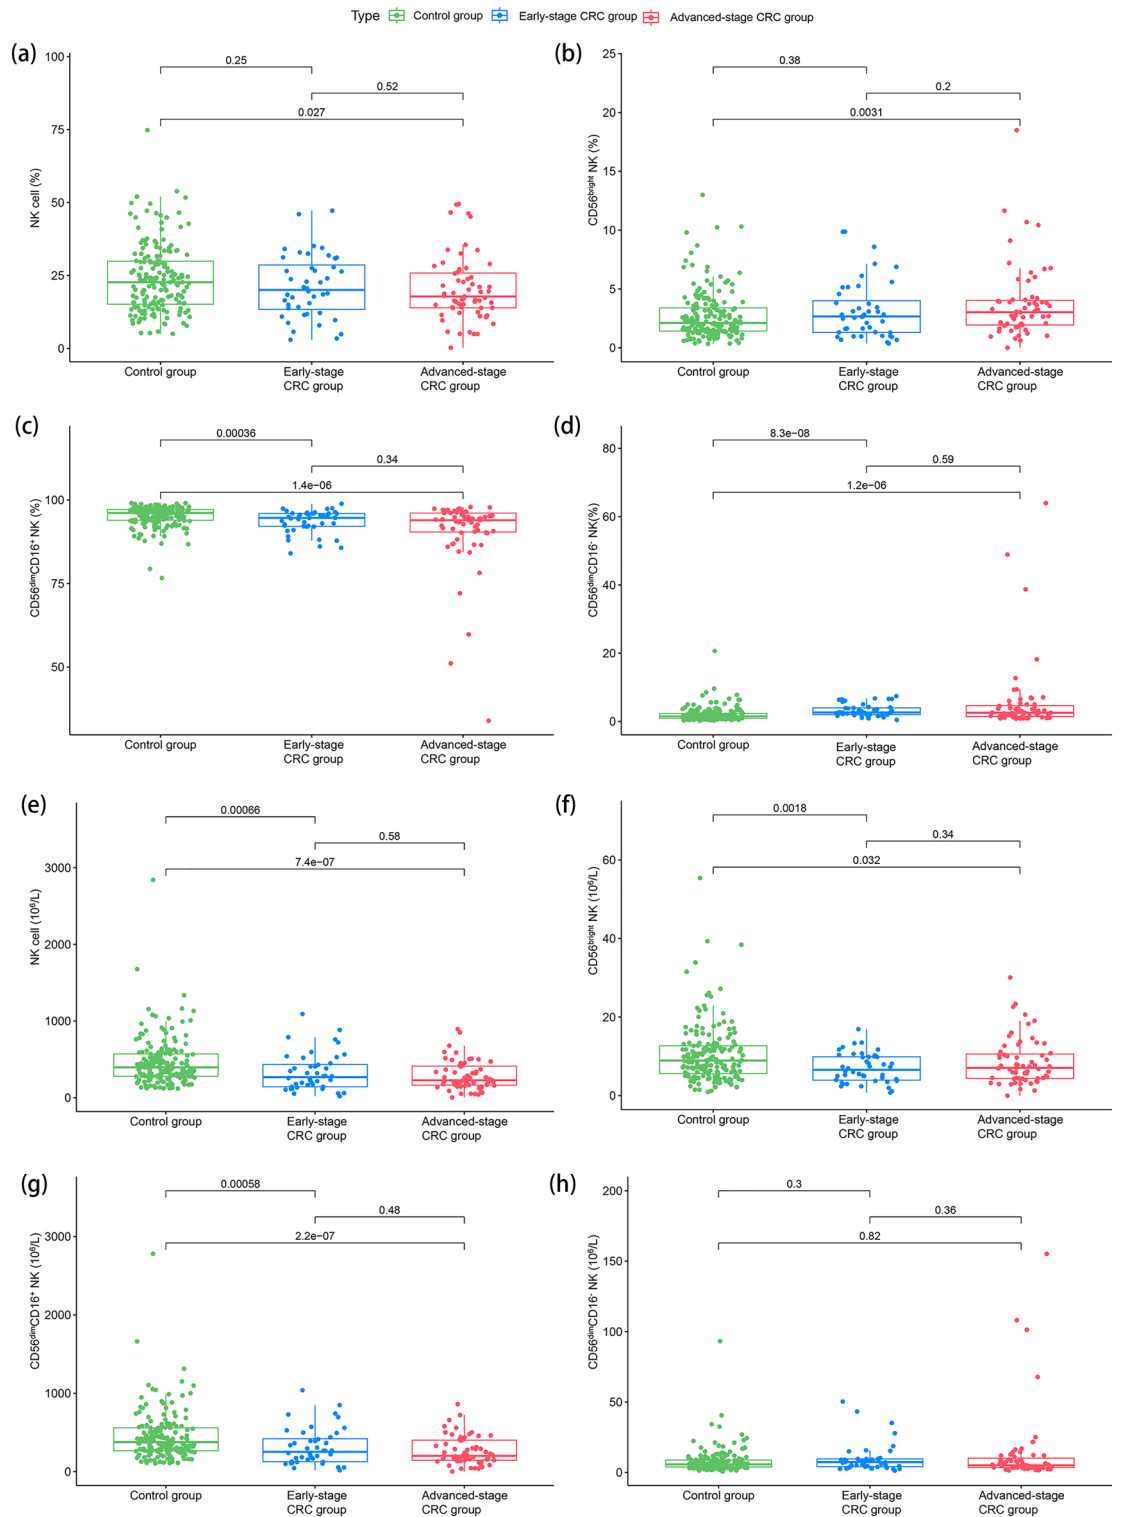 Type Control group Early-stage CRC group Advanced-stage CRC group
(a)
100
75
50
25
0
NK cell (%)
0.25
0.52
0.027
Control group
Early-stage
CRC group
Advanced-stage
CRC group
(b)
25
20
15
10
5
0
CD56bright NK (%)
0.38
0.2
0.0031
Control group
Early-stage
CRC group
Advanced-stage
CRC group
(c)
100
75
50
CD56dimCD16+ NK (%)
0.00036
0.34
1.4e−06
Control group
Early-stage
CRC group
Advanced-stage
CRC group
(d)
80
60
40
20
0
CD56dimCD16- NK(%)
8.3e−08
0.59
1.2e−06
Control group
Early-stage
CRC group
Advanced-stage
CRC group
(e)
3000
2000
1000
0
NK cell (10⁶/L)
0.00066
0.58
7.4e−07
Control group
Early-stage
CRC group
Advanced-stage
CRC group
(f)
60
40
20
0
CD56bright NK (10⁶/L)
0.0018
0.34
0.032
Control group
Early-stage
CRC group
Advanced-stage
CRC group
(g)
3000
2000
1000
0
CD56dimCD16+ NK (10⁶/L)
0.00058
0.48
2.2e−07
Control group
Early-stage
CRC group
Advanced-stage
CRC group
(h)
200
150
100
50
0
CD56dimCD16- NK (10⁶/L)
0.3
0.36
0.82
Control group
Early-stage
CRC group
Advanced-stage
CRC group